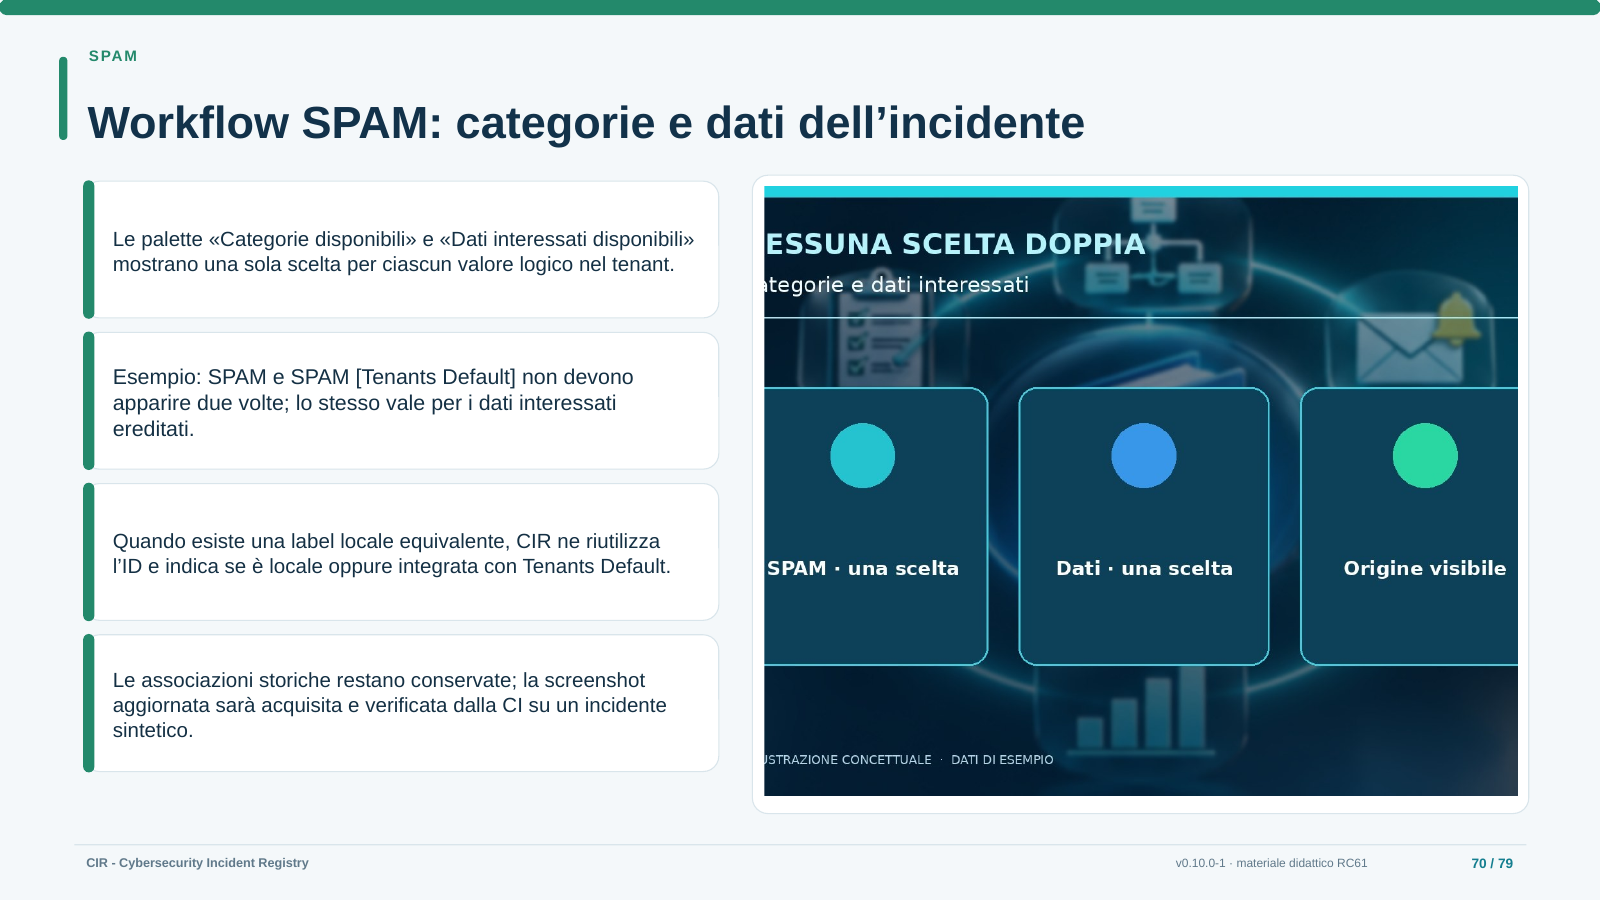 SPAM
Workflow SPAM: categorie e dati dell’incidente
Le palette «Categorie disponibili» e «Dati interessati disponibili»
mostrano una sola scelta per ciascun valore logico nel tenant.
Esempio: SPAM e SPAM [Tenants Default] non devono
apparire due volte; lo stesso vale per i dati interessati
ereditati.
Quando esiste una label locale equivalente, CIR ne riutilizza
l’ID e indica se è locale oppure integrata con Tenants Default.
Le associazioni storiche restano conservate; la screenshot
aggiornata sarà acquisita e verificata dalla CI su un incidente
sintetico.
ESSUNA SCELTA DOPPIA
ategorie e dati interessati
SPAM · una scelta
Dati · una scelta
Origine visibile
USTRAZIONE CONCETTUALE · DATI DI ESEMPIO
CIR - Cybersecurity Incident Registry
v0.10.0-1 · materiale didattico RC61
70 / 79